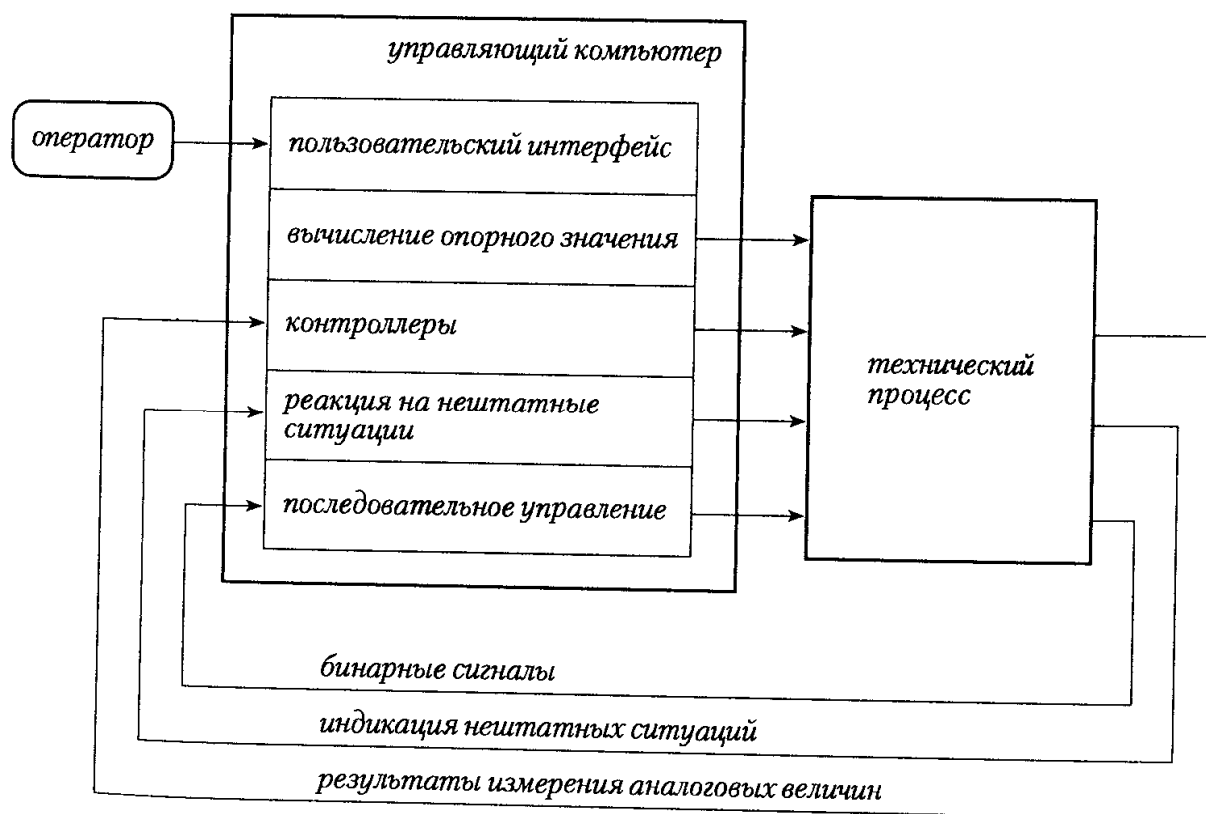 управляющий компьютер
оператор
пользовательский интерфейс
вычисление опорного значения
контроллеры
реакция на нештатные
ситуации
последовательное управление
технический
процесс
бинарные сигналы
индикация нештатных ситуаций
результаты измерения аналоговых величин